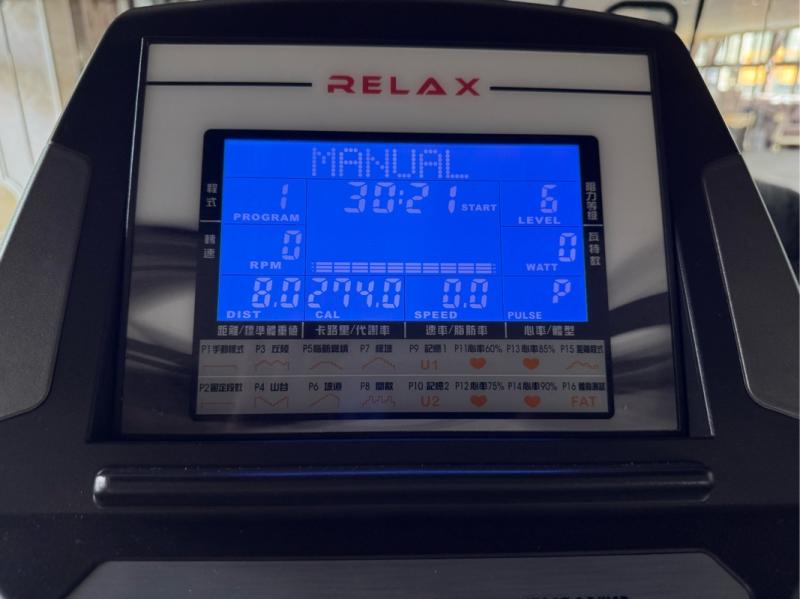 RELAX
MANUAL
程式
1
PROGRAM
30:21 START
6
LEVEL
阻力等級
轉速
0
RPM
0
WATT
瓦特數
8.0
DIST
274.0
CAL
0.0
SPEED
P
PULSE
距離/標準體重值 卡路里/代謝率 速率/脂肪率 心率/體型
P1 手動程式 P3 丘陵 P5 脂肪燃燒 P7 P9 記憶1 P11 心率60% P13 心率85% P15 距離程式
U1
P2 固定段數 P4 山谷 P6 坡道 P8 間歇 P10 記憶2 P12 心率75% P14 心率90% P16 體脂測試
U2 FAT